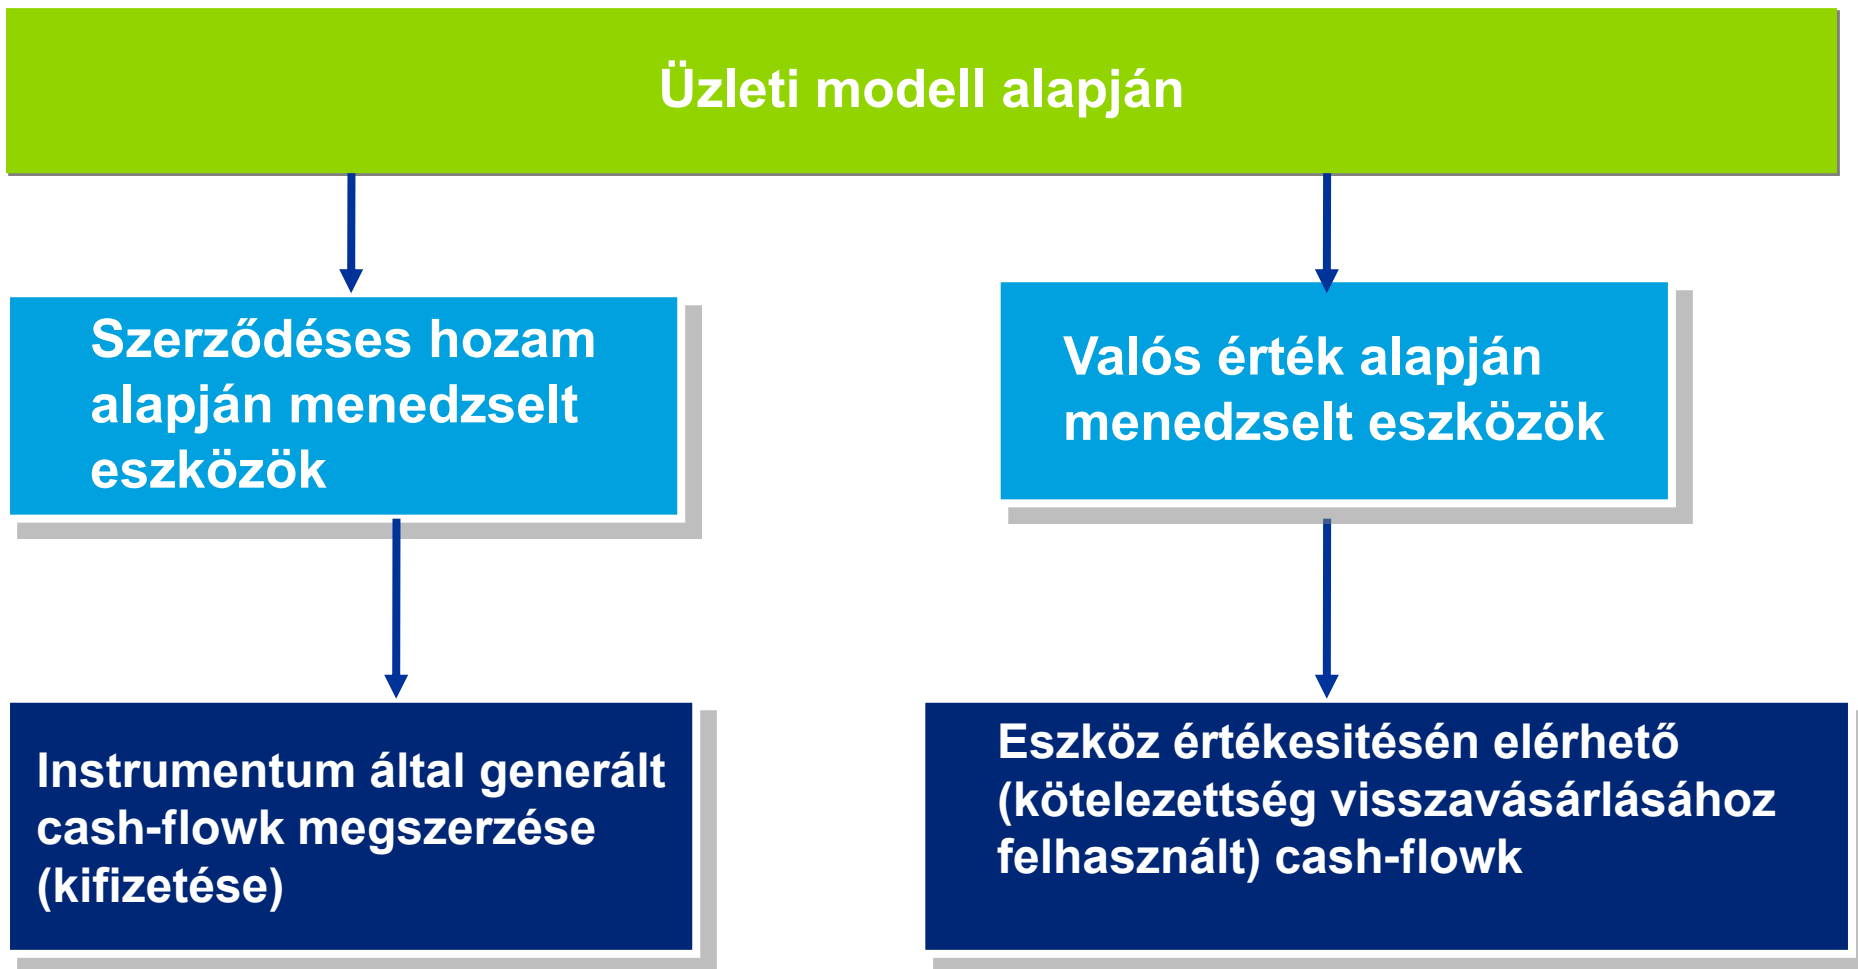 Üzleti modell alapján
Szerződéses hozam
alapján menedzselt
eszközök
Valós érték alapján
menedzselt eszközök
Instrumentum által generált
cash-flowk megszerzése
(kifizetése)
Eszköz értékesitésén elérhető
(kötelezettség visszavásárlásához
felhasznált) cash-flowk